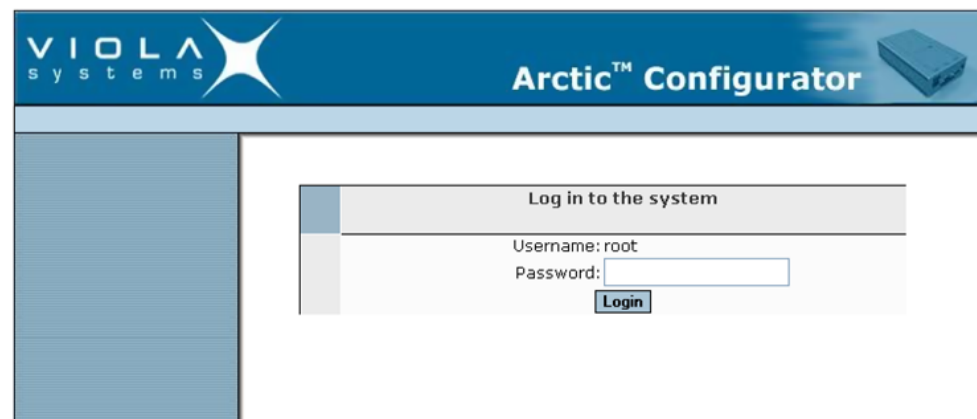 VIOLA
systems
Arctic™ Configurator
Log in to the system
Username: root
Password:
Login